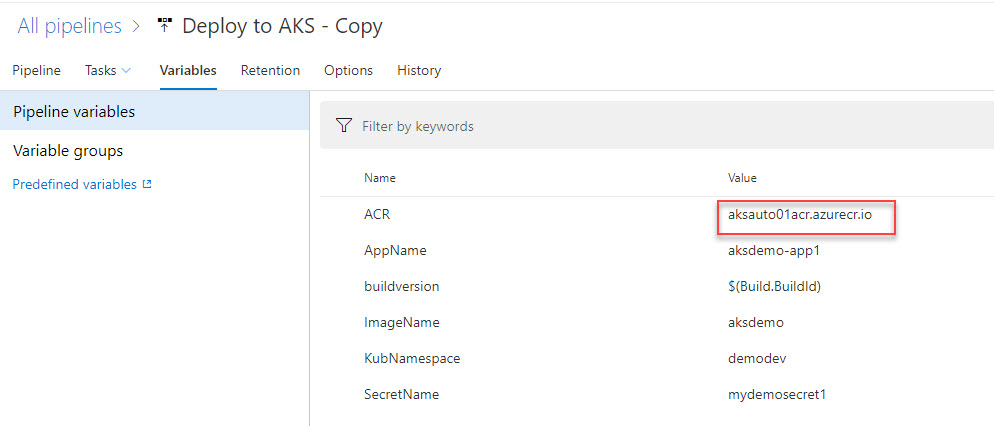 All pipelines > Deploy to AKS - Copy
Pipeline Tasks Variables Retention Options History
Pipeline variables
Variable groups
Predefined variables
Filter by keywords
Name Value
ACR aksauto01acr.azurecr.io
AppName aksdemo-app1
buildversion $(Build.BuildId)
ImageName aksdemo
KubNamespace demodev
SecretName mydemosecret1